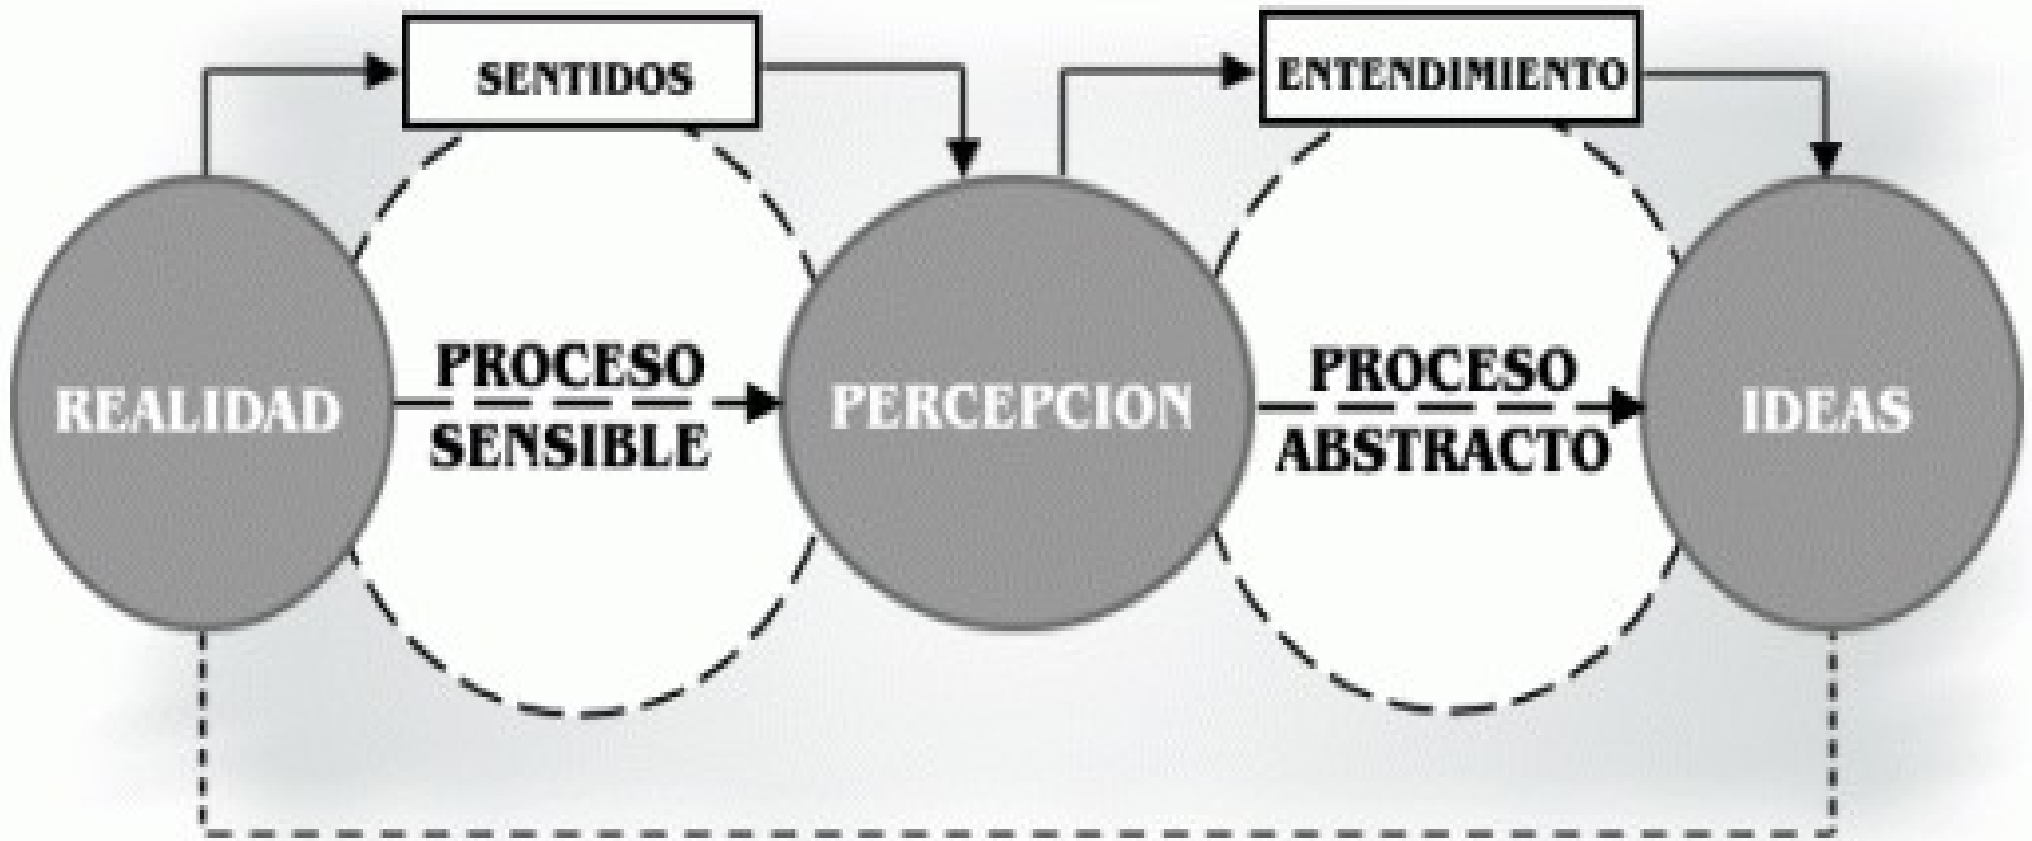 SENTIDOS
ENTENDIMIENTO
REALIDAD
PROCESO
SENSIBLE
PERCEPCION
PROCESO
ABSTRACTO
IDEAS